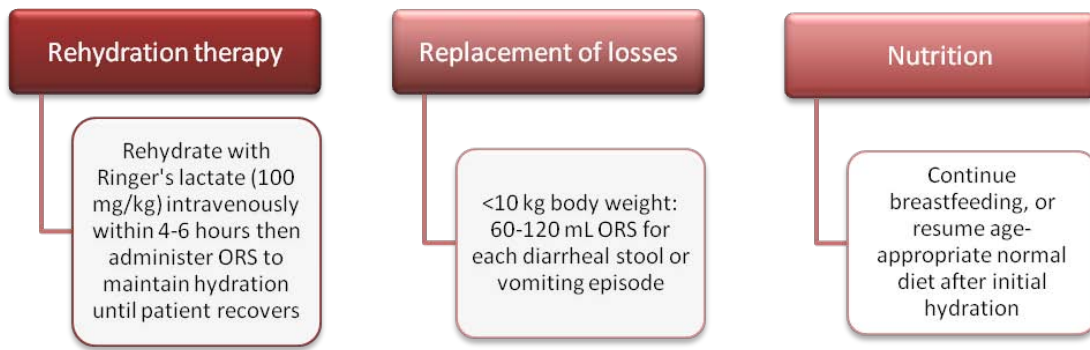 Rehydration therapy
Rehydrate with
Ringer's lactate (100
mg/kg) intravenously
within 4-6 hours then
administer ORS to
maintain hydration
until patient recovers
Replacement of losses
<10 kg body weight:
60-120 mL ORS for
each diarrheal stool or
vomiting episode
Nutrition
Continue
breastfeeding, or
resume age-
appropriate normal
diet after initial
hydration